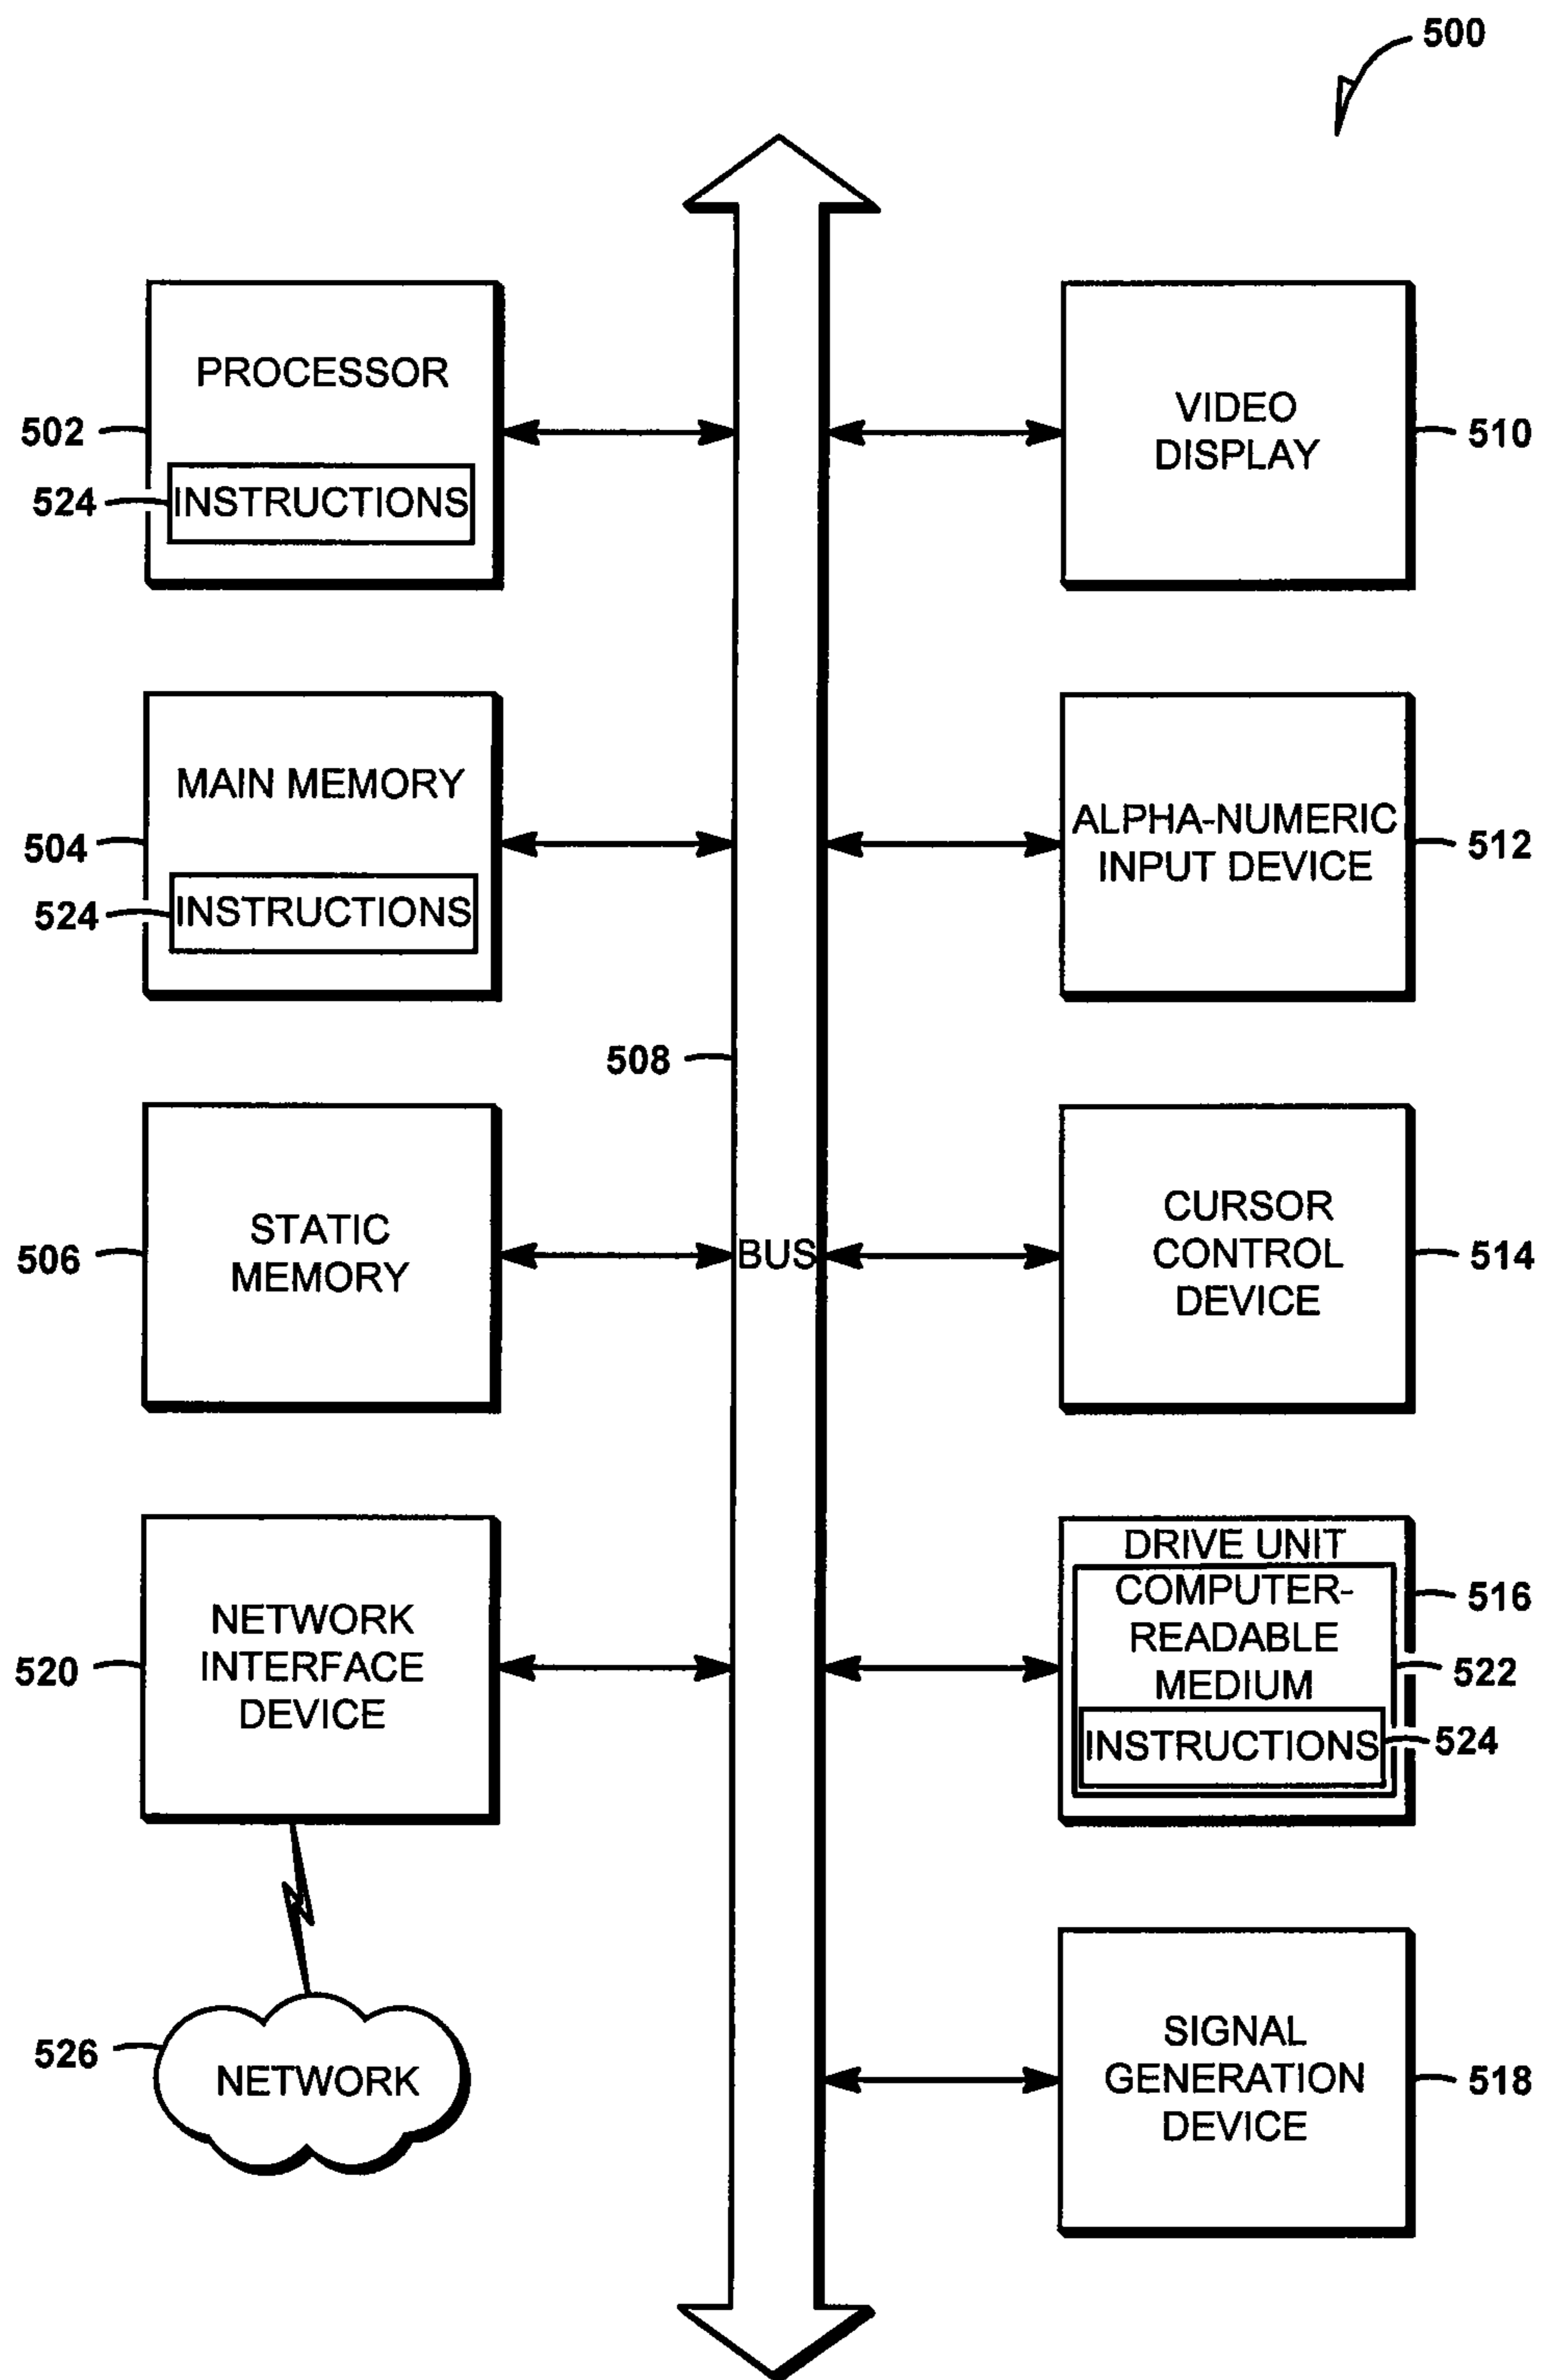 500
PROCESSOR
502
524
INSTRUCTIONS
VIDEO
DISPLAY
510
MAIN MEMORY
504
524
INSTRUCTIONS
ALPHA-NUMERIC
INPUT DEVICE
512
508
STATIC
MEMORY
506
BUS
CURSOR
CONTROL
DEVICE
514
NETWORK
INTERFACE
DEVICE
520
DRIVE UNIT
COMPUTER-
READABLE
MEDIUM
INSTRUCTIONS
516
522
524
526
NETWORK
SIGNAL
GENERATION
DEVICE
518